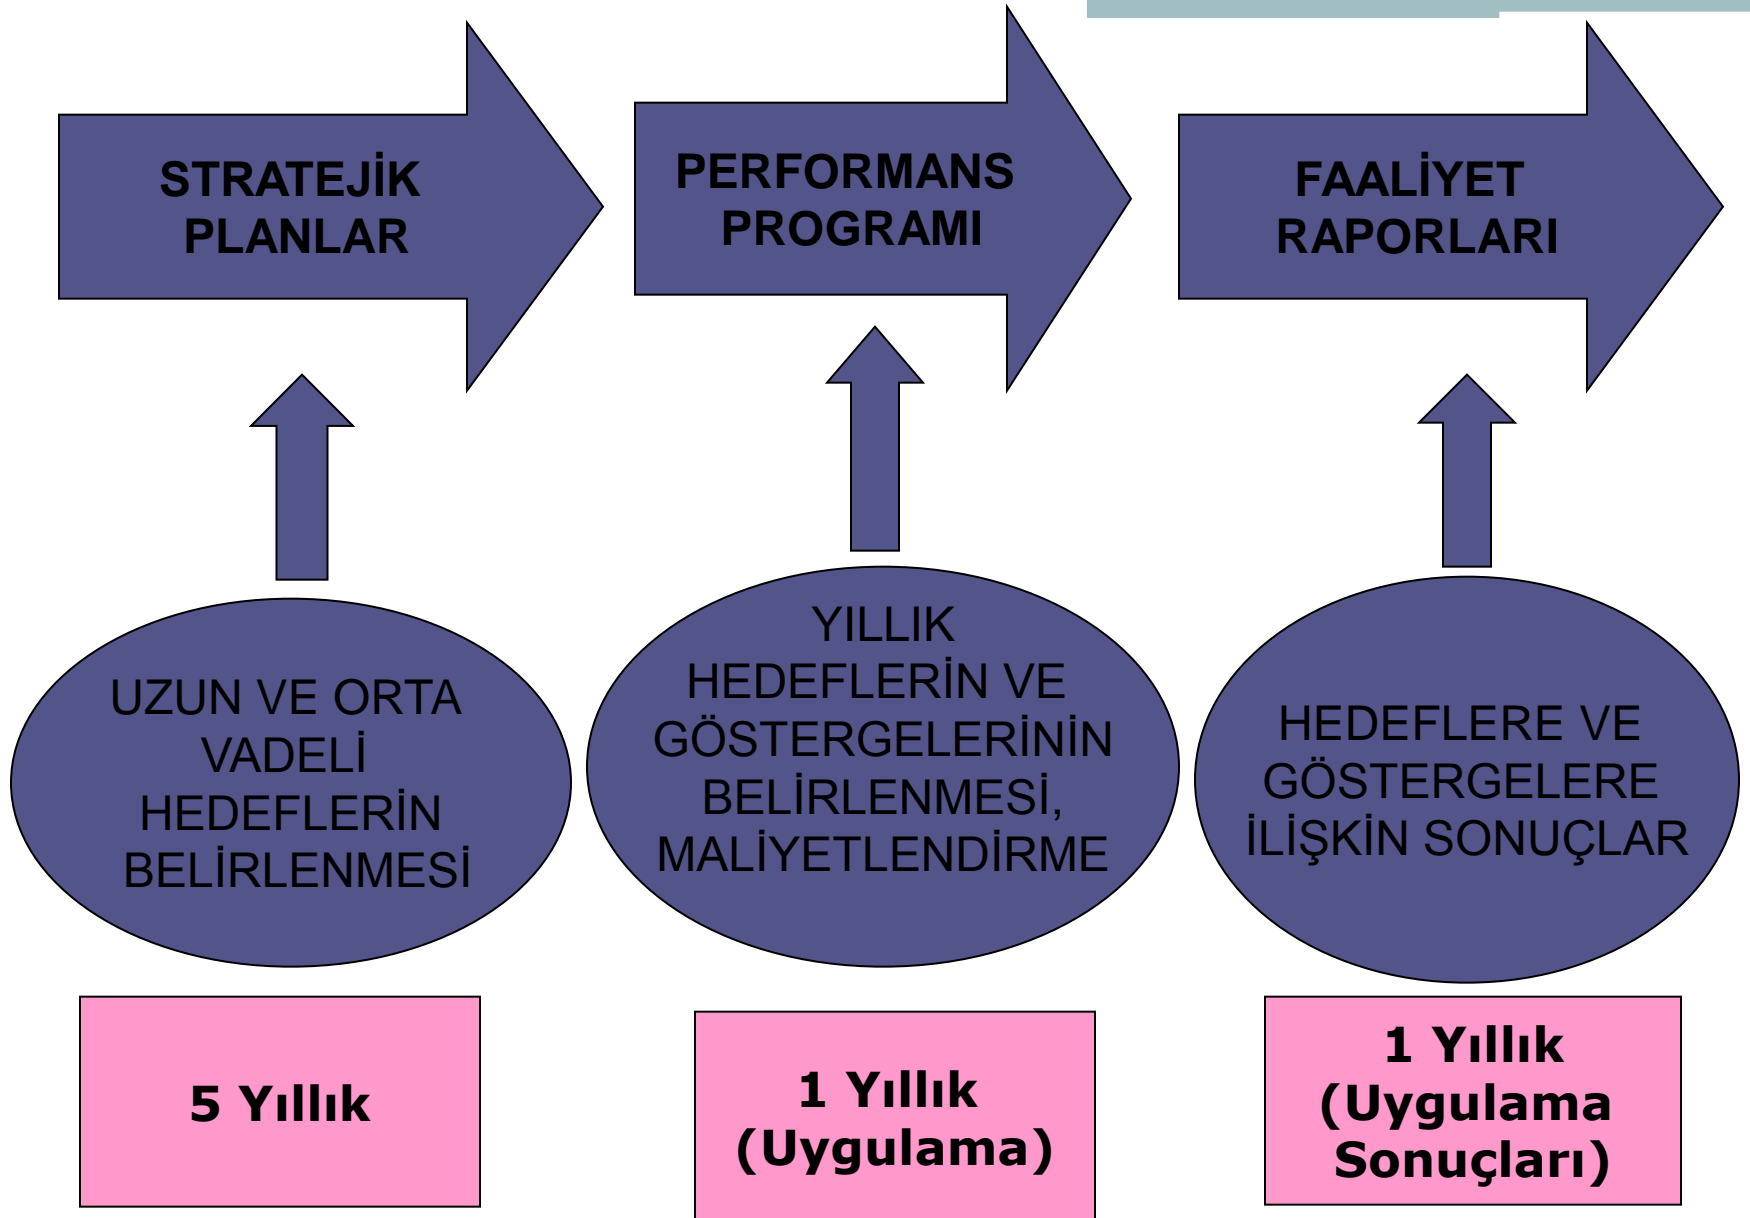 STRATEJİK
PLANLAR
PERFORMANS
PROGRAMI
FAALİYET
RAPORLARI
UZUN VE ORTA
VADELİ
HEDEFLERİN
BELİRLENMESİ
YILLIK
HEDEFLERİN VE
GÖSTERGELERİNİN
BELİRLENMESİ,
MALİYETLENDİRME
HEDEFLERE VE
GÖSTERGELERE
İLİŞKİN SONUÇLAR
5 Yıllık
1 Yıllık
(Uygulama)
1 Yıllık
(Uygulama
Sonuçları)